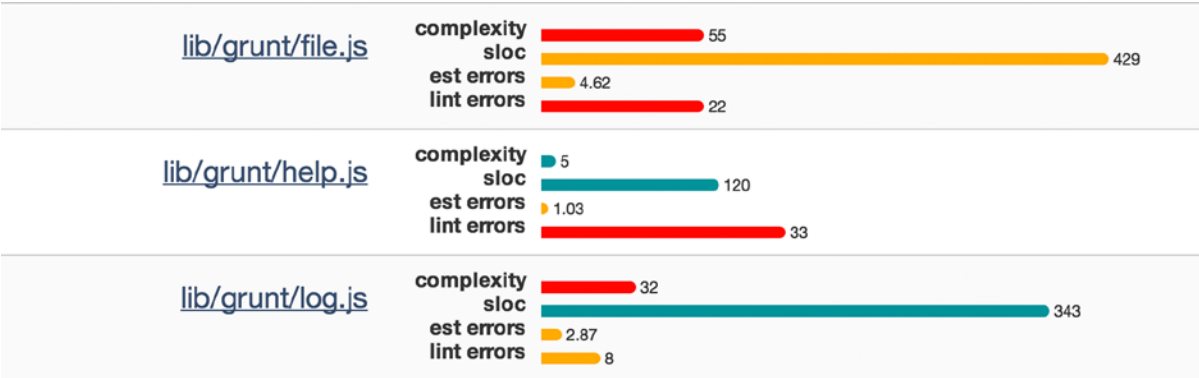 lib/grunt/file.js
complexity 55
sloc 429
est errors 4.62
lint errors 22
lib/grunt/help.js
complexity 5
sloc 120
est errors 1.03
lint errors 33
lib/grunt/log.js
complexity 32
sloc 343
est errors 2.87
lint errors 8